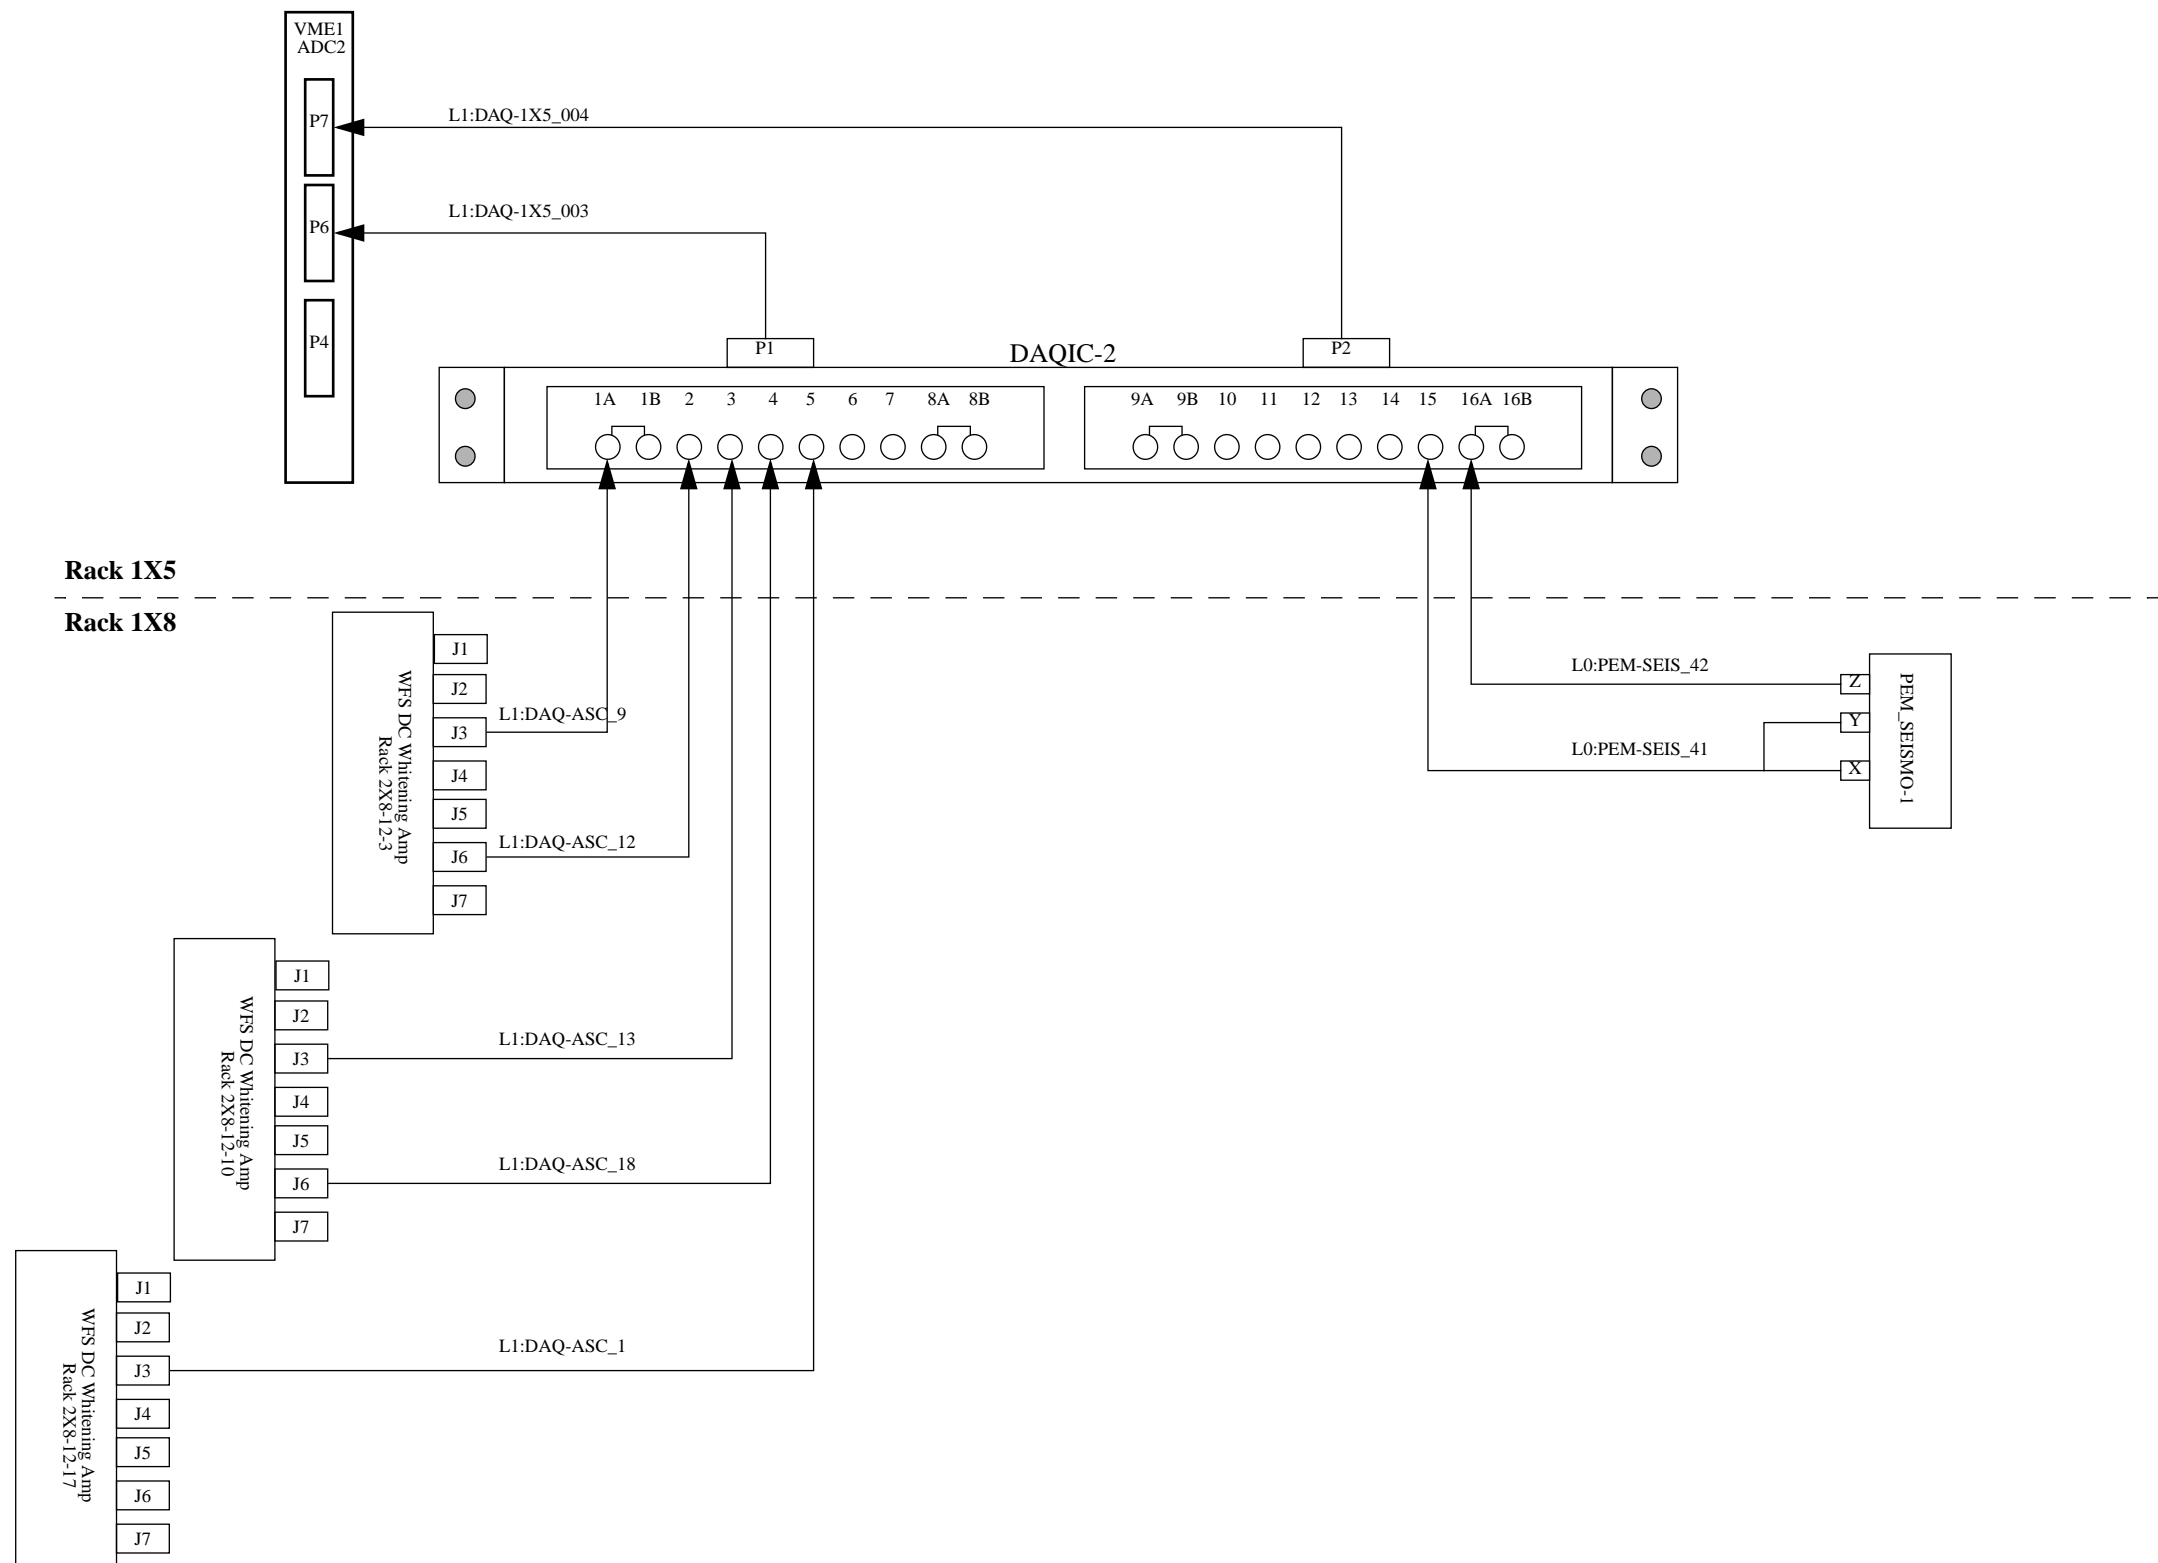 VME1
ADC2
P7
L1:DAQ-1X5_004
P6
L1:DAQ-1X5_003
P4
P1
DAQIC-2
P2
1A 1B 2 3 4 5 6 7 8A 8B
9A 9B 10 11 12 13 14 15 16A 16B
Rack 1X5
Rack 1X8
WFS DC Whitening Amp
Rack 2X8-12-3
J1
J2
J3
J4
J5
J6
J7
L1:DAQ-ASC_9
L1:DAQ-ASC_12
L0:PEM-SEIS_42
L0:PEM-SEIS_41
Z
Y
X
PEM_SEISMO-1
WFS DC Whitening Amp
Rack 2X8-12-10
J1
J2
J3
J4
J5
J6
J7
L1:DAQ-ASC_13
L1:DAQ-ASC_18
WFS DC Whitening Amp
Rack 2X8-12-17
J1
J2
J3
J4
J5
J6
J7
L1:DAQ-ASC_1